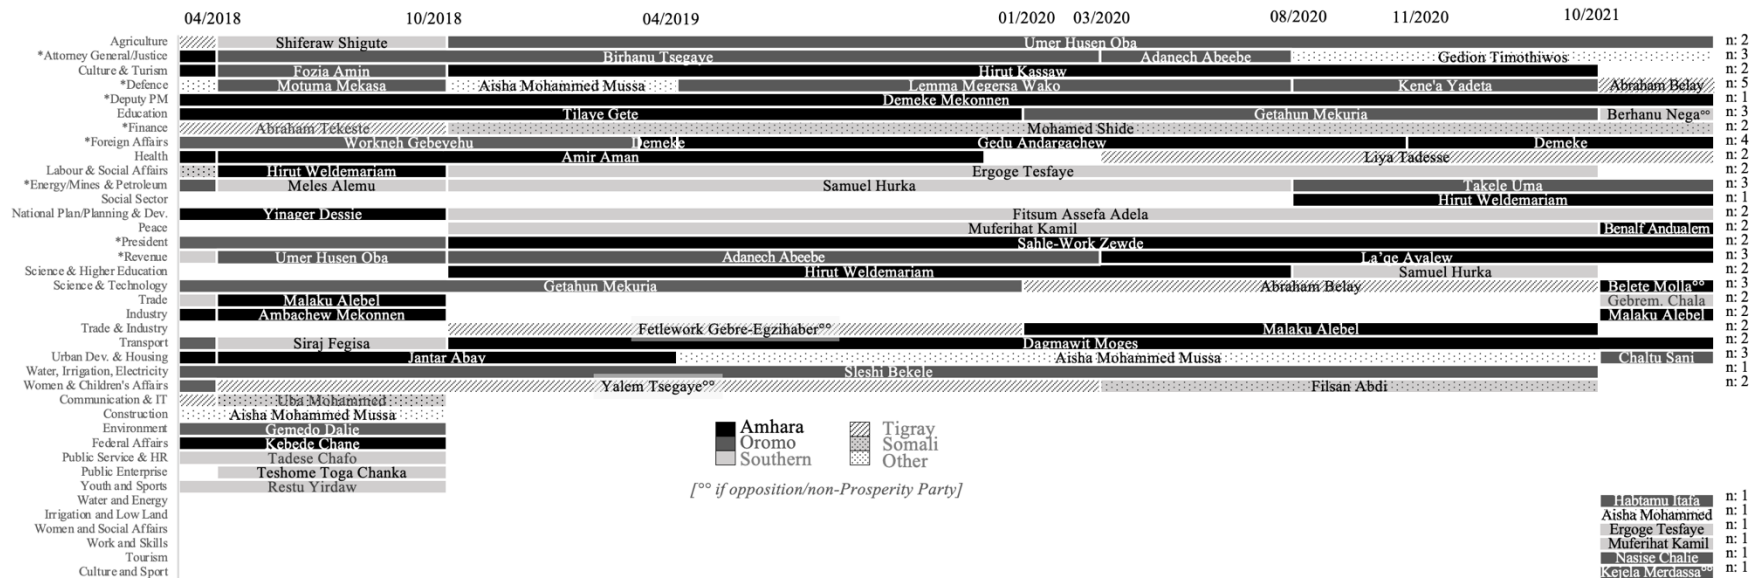 04/2018 10/2018 04/2019 01/2020 03/2020 08/2020 11/2020 10/2021
Agriculture Shiferaw Shigute Umer Husen Oba n: 2
*Attorney General/Justice Birhanu Tsegaye Adanech Abeebe Gedion Timothiwos n: 3
Culture & Turism Fozia Amin Hirut Kassaw n: 2
*Defence Motuma Mekasa Aisha Mohammed Mussa Lemma Megersa Wako Kene'a Yadeta Abraham Belay n: 5
*Deputy PM Demeke Mekonnen n: 1
Education Tilaye Gete Getahun Mekuria Berhanu Nega°° n: 3
*Finance Abraham Tekeste Mohamed Shide n: 2
*Foreign Affairs Workneh Gebeyehu Demeke Gedu Andargachew Demeke n: 4
Health Amir Aman Liya Tadesse n: 2
Labour & Social Affairs Hirut Weldemariam Ergoge Tesfaye n: 2
*Energy/Mines & Petroleum Meles Alemu Samuel Hurka Takele Uma n: 3
Social Sector Hirut Weldemariam n: 1
National Plan/Planning & Dev. Yinager Dessie Fitsum Assefa Adela n: 2
Peace Muferihat Kamil Benalf Andualem n: 2
*President Sahle-Work Zewde n: 2
*Revenue Umer Husen Oba Adanech Abeebe La'qe Ayalew n: 3
Science & Higher Education Hirut Weldemariam Samuel Hurka n: 2
Science & Technology Getahun Mekuria Abraham Belay Belete Molla°° n: 3
Trade Malaku Alebel Gebrem. Chala n: 2
Industry Ambachew Mekonnen Malaku Alebel n: 2
Trade & Industry Fetlework Gebre-Egzihaber°° Malaku Alebel n: 2
Transport Siraj Fegisa Dagmawit Moges n: 2
Urban Dev. & Housing Jantar Abay Aisha Mohammed Mussa Chaltu Sani n: 3
Water, Irrigation, Electricity Sleshi Bekele n: 1
Women & Children's Affairs Yalem Tsegaye°° Filsan Abdi n: 2
Communication & IT Uba Mohammed
Construction Aisha Mohammed Mussa
Environment Gemedo Dalie
Federal Affairs Kebede Chane
Public Service & HR Tadese Chafo
Public Enterprise Teshome Toga Chanka
Youth and Sports Restu Yirdaw
Amhara Tigray
Oromo Somali
Southern Other
[°° if opposition/non-Prosperity Party]
Water and Energy Habtamu Itafa n: 1
Irrigation and Low Land Aisha Mohammed n: 1
Women and Social Affairs Ergoge Tesfaye n: 1
Work and Skills Muferihat Kamil n: 1
Tourism Nasise Chalie n: 1
Culture and Sport Kejela Merdassa°° n: 1